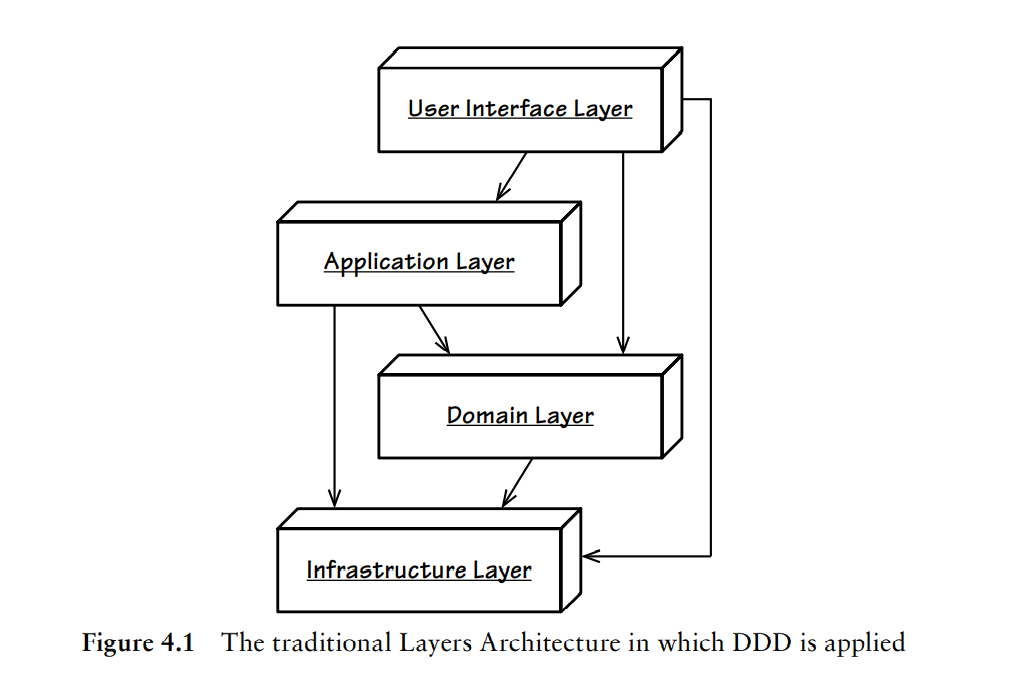 User Interface Layer
Application Layer
Domain Layer
Infrastructure Layer
Figure 4.1 The traditional Layers Architecture in which DDD is applied